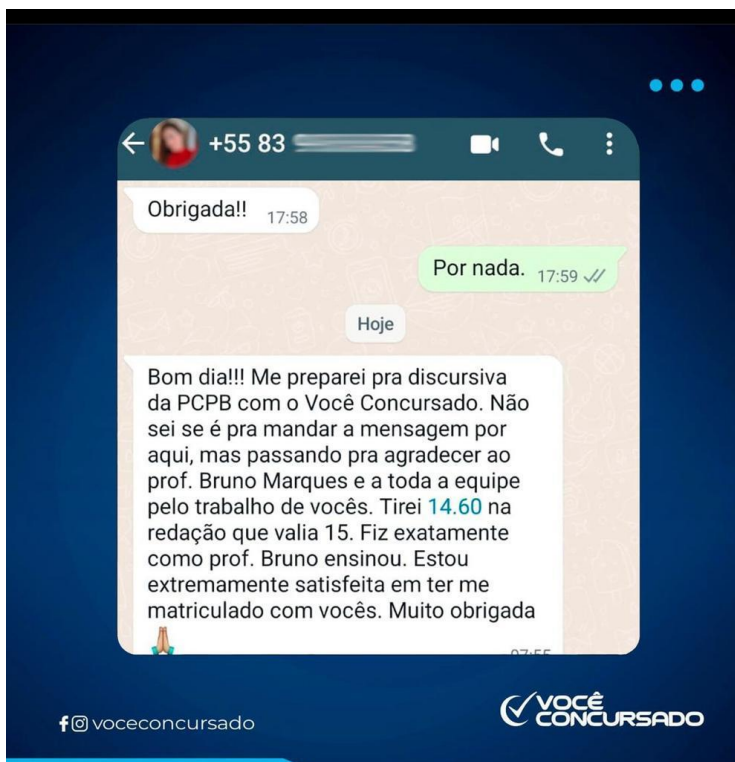 +55 83
Obrigada!! 17:58
Por nada. 17:59
Hoje
Bom dia!!! Me preparei pra discursiva
da PCPB com o Você Concursado. Não
sei se é pra mandar a mensagem por
aqui, mas passando pra agradecer ao
prof. Bruno Marques e a toda a equipe
pelo trabalho de vocês. Tirei 14.60 na
redação que valia 15. Fiz exatamente
como prof. Bruno ensinou. Estou
extremamente satisfeita em ter me
matriculado com vocês. Muito obrigada
🙏🏼 07:55
voceconcursado
VOCÊ
CONCURSADO